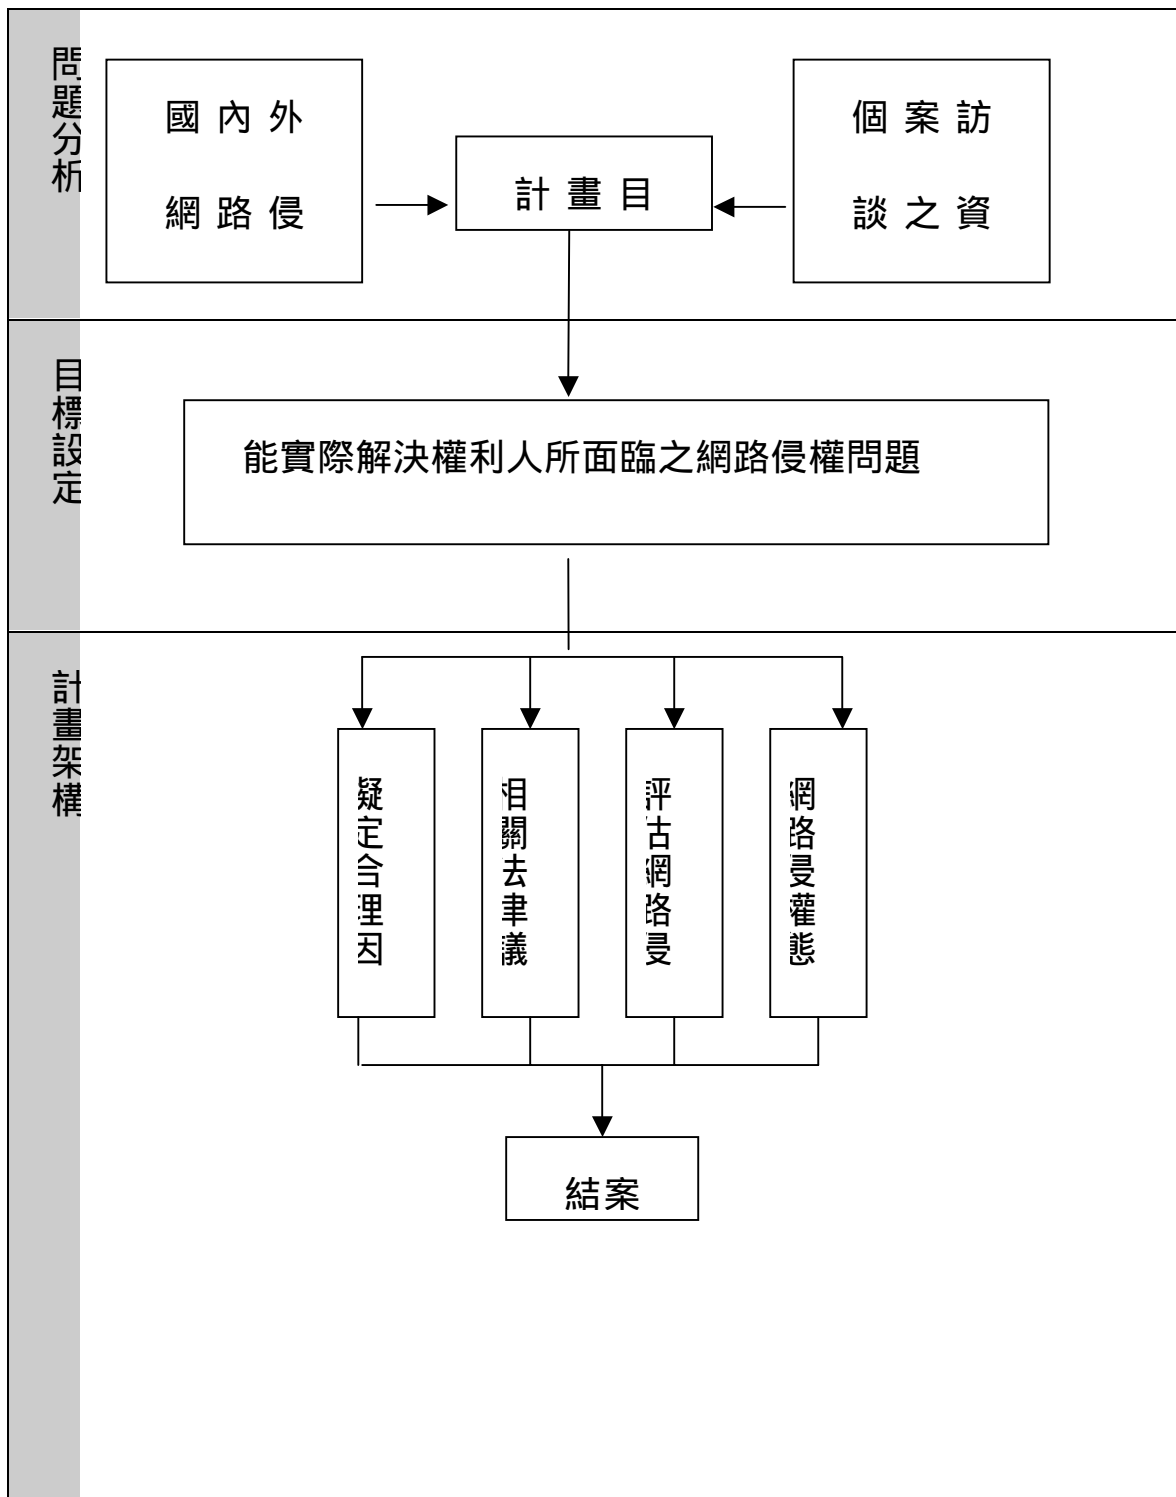 問題分析
國內外
網路侵
計畫目
個案訪
談之資
目標設定
能實際解決權利人所面臨之網路侵權問題
計畫架構
擬定合理因
相關法律議
評估網路侵
網路侵權態
結案